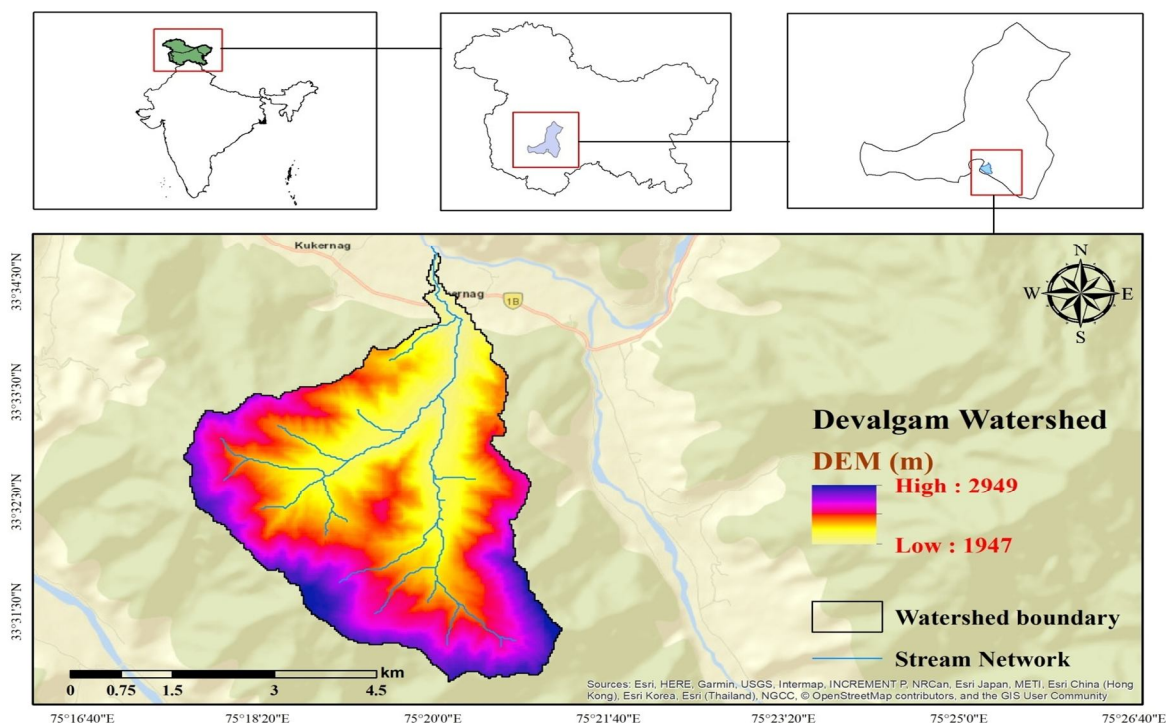 Kukernag
ernag
1B
N
W
E
S
33°34'30"N
33°33'30"N
33°32'30"N
33°31'30"N
Devalgam Watershed
DEM (m)
High : 2949
Low : 1947
Watershed boundary
Stream Network
km
0 0.75 1.5 3 4.5
Sources: Esri, HERE, Garmin, USGS, Intermap, INCREMENT P, NRCan, Esri Japan, METI, Esri China (Hong
Kong), Esri Korea, Esri (Thailand), NGCC, © OpenStreetMap contributors, and the GIS User Community
75°16'40"E 75°18'20"E 75°20'0"E 75°21'40"E 75°23'20"E 75°25'0"E 75°26'40"E